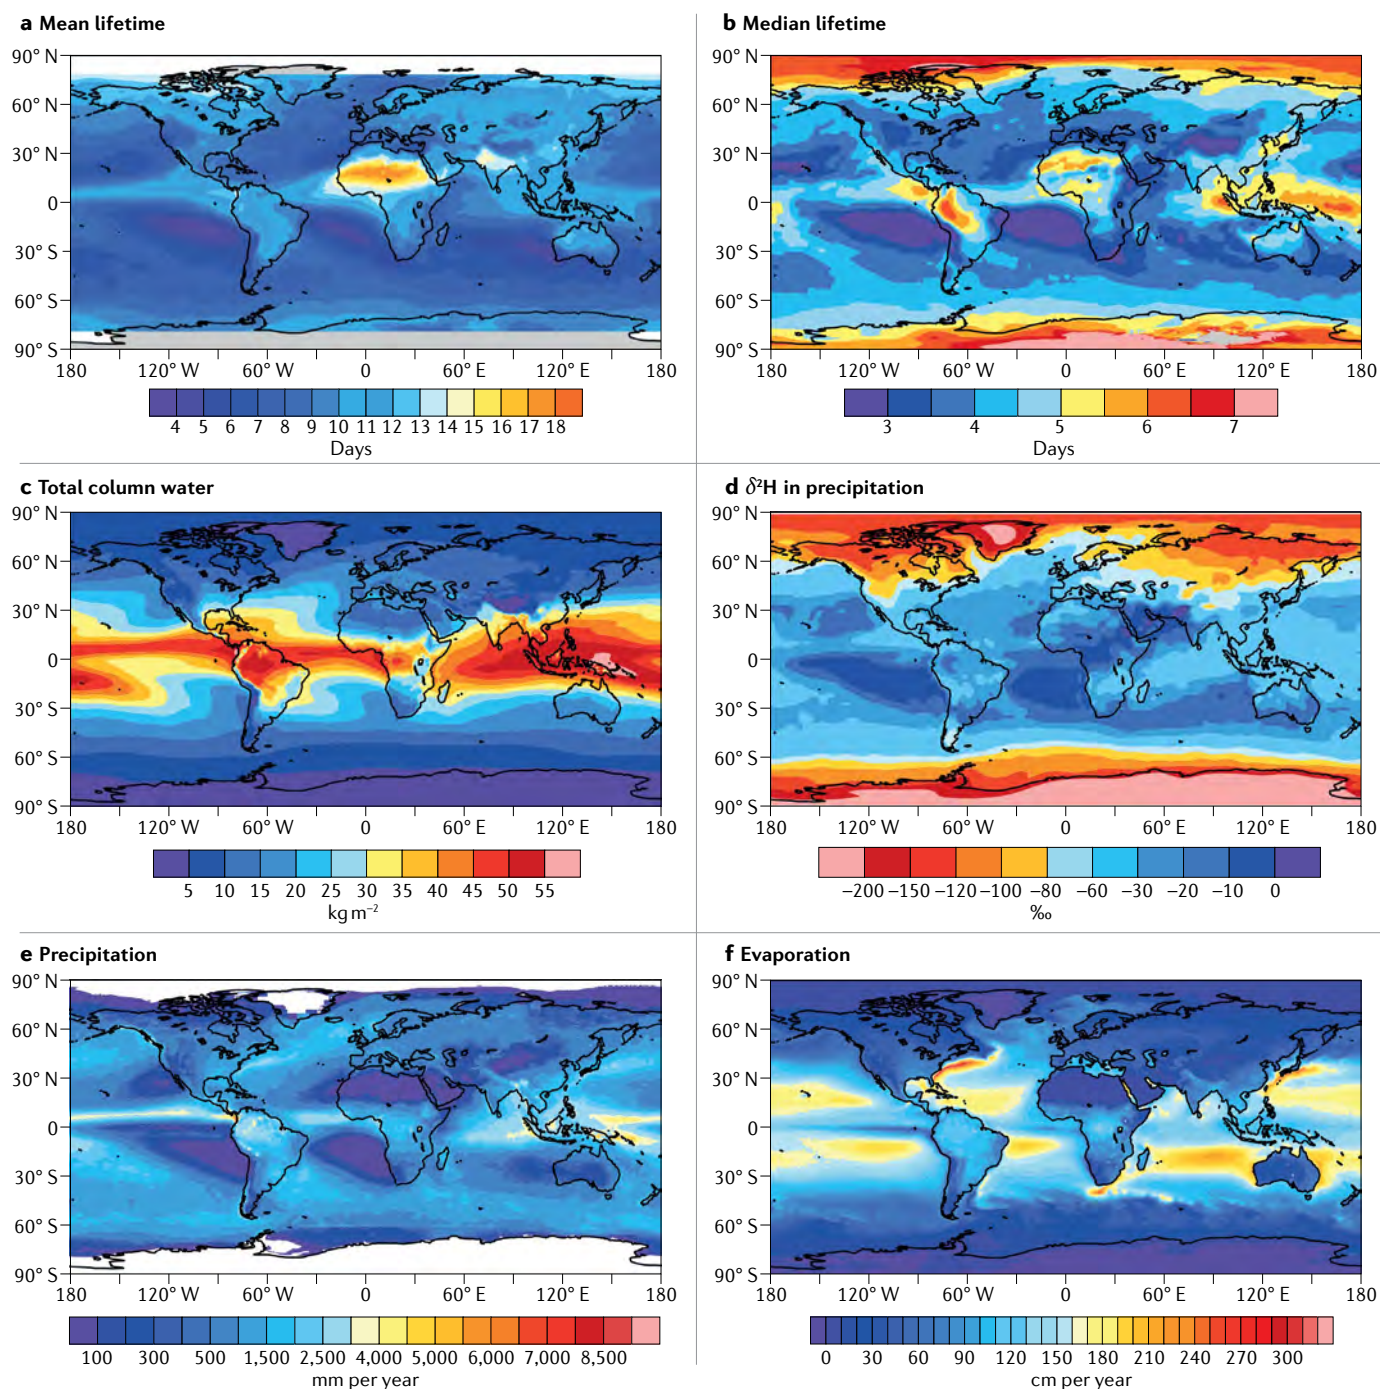 a Mean lifetime
90° N
60° N
30° N
0
30° S
60° S
90° S
180 120° W 60° W 0 60° E 120° E 180
4 5 6 7 8 9 10 11 12 13 14 15 16 17 18
Days
b Median lifetime
90° N
60° N
30° N
0
30° S
60° S
90° S
180 120° W 60° W 0 60° E 120° E 180
3 4 5 6 7
Days
c Total column water
90° N
60° N
30° N
0
30° S
60° S
90° S
180 120° W 60° W 0 60° E 120° E 180
5 10 15 20 25 30 35 40 45 50 55
kg m⁻²
d δ²H in precipitation
90° N
60° N
30° N
0
30° S
60° S
90° S
180 120° W 60° W 0 60° E 120° E 180
−200 −150 −120 −100 −80 −60 −30 −20 −10 0
‰
e Precipitation
90° N
60° N
30° N
0
30° S
60° S
90° S
180 120° W 60° W 0 60° E 120° E 180
100 300 500 1,500 2,500 4,000 5,000 6,000 7,000 8,500
mm per year
f Evaporation
90° N
60° N
30° N
0
30° S
60° S
90° S
180 120° W 60° W 0 60° E 120° E 180
0 30 60 90 120 150 180 210 240 270 300
cm per year